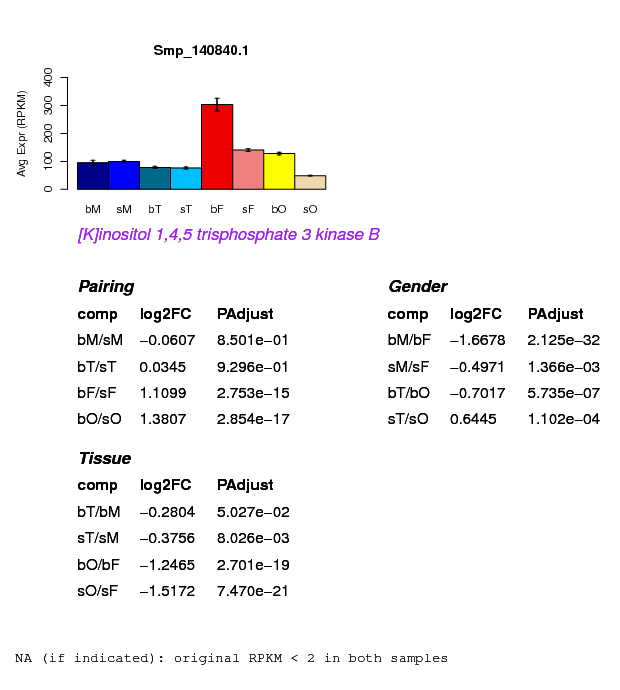 Smp_140840.1
Avg Expr (RPKM)
0 100 200 300 400
bM sM bT sT bF sF bO sO
[K]inositol 1,4,5 trisphosphate 3 kinase B
Pairing
comp log2FC PAdjust
bM/sM −0.0607 8.501e−01
bT/sT 0.0345 9.296e−01
bF/sF 1.1099 2.753e−15
bO/sO 1.3807 2.854e−17
Gender
comp log2FC PAdjust
bM/bF −1.6678 2.125e−32
sM/sF −0.4971 1.366e−03
bT/bO −0.7017 5.735e−07
sT/sO 0.6445 1.102e−04
Tissue
comp log2FC PAdjust
bT/bM −0.2804 5.027e−02
sT/sM −0.3756 8.026e−03
bO/bF −1.2465 2.701e−19
sO/sF −1.5172 7.470e−21
NA (if indicated): original RPKM < 2 in both samples